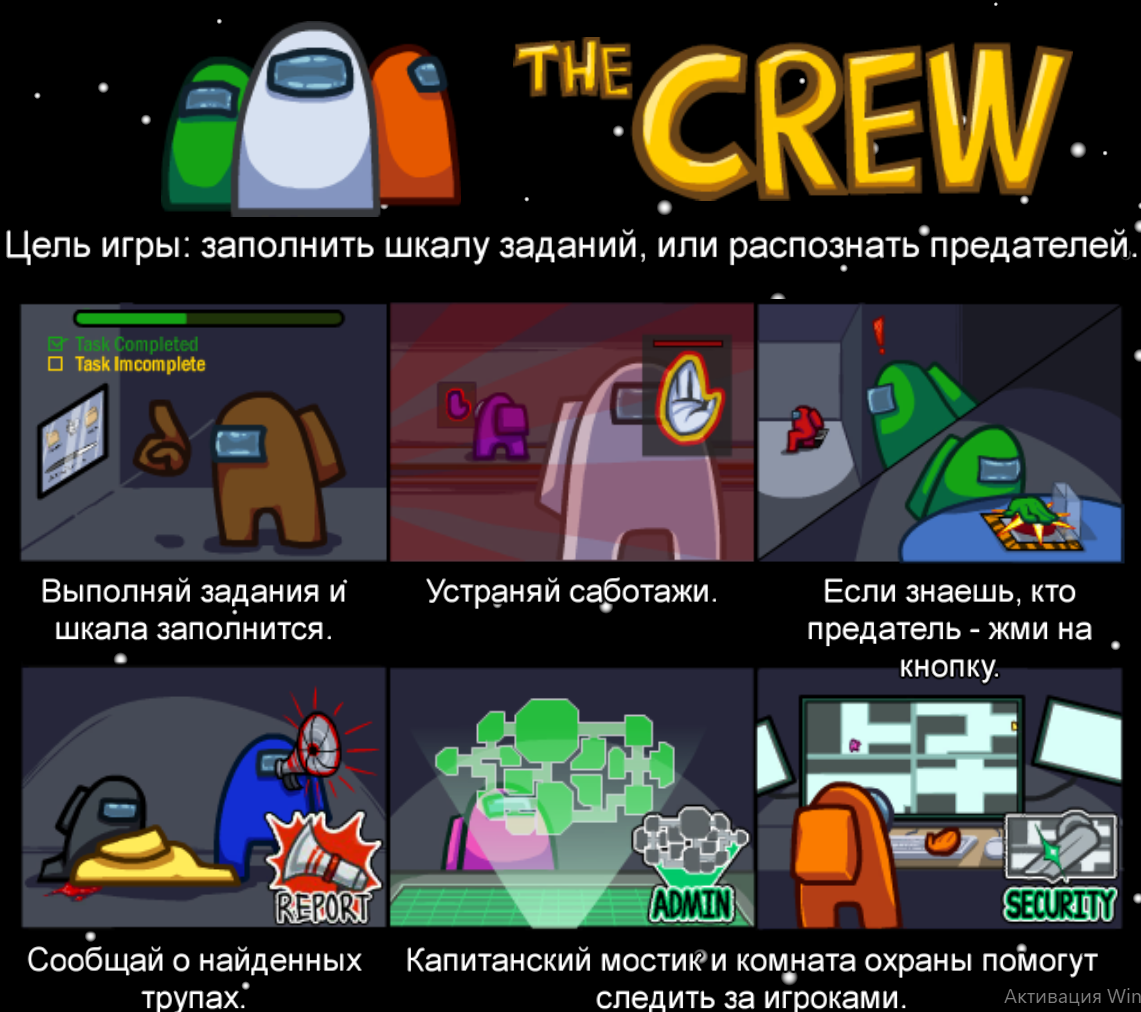 THE CREW
Цель игры: заполнить шкалу заданий, или распознать предателей.
Task Completed
Task Imcomplete
Выполняй задания и
шкала заполнится.
Устраняй саботажи.
Если знаешь, кто
предатель - жми на
кнопку.
REPORT
ADMIN
SECURITY
Сообщай о найденных
трупах.
Капитанский мостик и комната охраны помогут
следить за игроками.
Активация Win